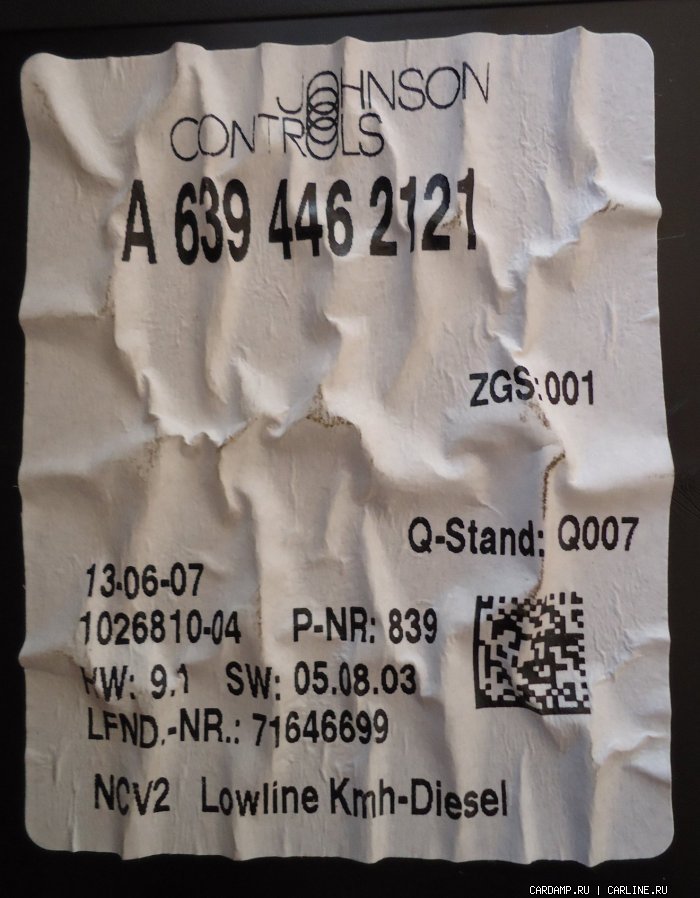 JOHNSON
CONTROLS
A 639 446 2121
ZGS:001
Q-Stand: Q007
13-06-07
1026810-04 P-NR: 839
HW: 9.1 SW: 05.08.03
LFND.-NR.: 71646699
NCV2 Lowline Kmh-Diesel
CARDAMP.RU | CARLINE.RU